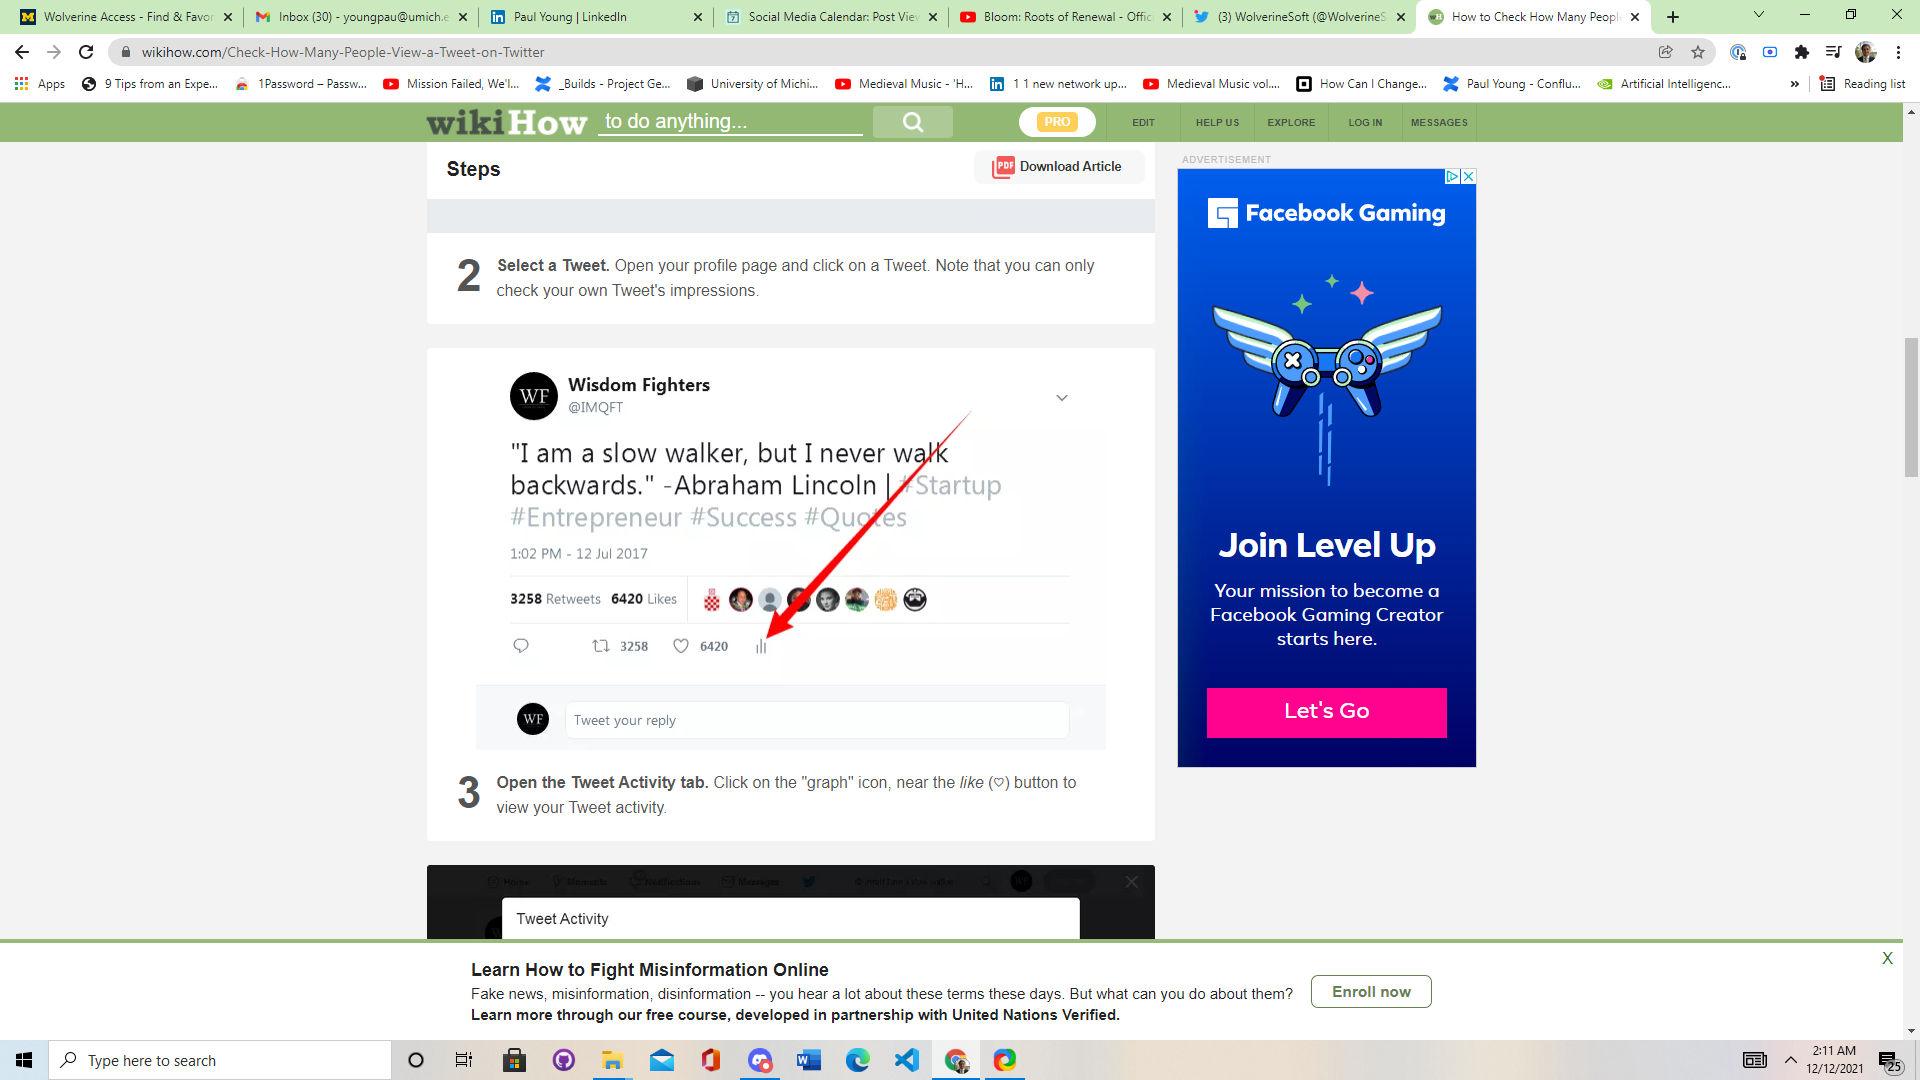 Wolverine Access - Find & Favor
Inbox (30) - youngpau@umich.e
Paul Young | LinkedIn
Social Media Calendar: Post View
Bloom: Roots of Renewal - Offic
(3) WolverineSoft (@WolverineS
How to Check How Many People
wikihow.com/Check-How-Many-People-View-a-Tweet-on-Twitter
Apps
9 Tips from an Expe...
1Password – Passw...
Mission Failed, We'l...
_Builds - Project Ge...
University of Michi...
Medieval Music - 'H...
1 1 new network up...
Medieval Music vol....
How Can I Change...
Paul Young - Conflu...
Artificial Intelligenc...
»
Reading list
wikiHow
to do anything...
PRO
EDIT
HELP US
EXPLORE
LOG IN
MESSAGES
Steps
PDF
Download Article
2 Select a Tweet. Open your profile page and click on a Tweet. Note that you can only
check your own Tweet's impressions.
WF
Wisdom Fighters
@IMQFT
"I am a slow walker, but I never walk
backwards." -Abraham Lincoln | #Startup
#Entrepreneur #Success #Quotes
1:02 PM - 12 Jul 2017
3258 Retweets 6420 Likes
3258 6420
WF
Tweet your reply
3 Open the Tweet Activity tab. Click on the "graph" icon, near the like (♡) button to
view your Tweet activity.
Home Moments Notifications Messages
Tweet Activity
ADVERTISEMENT
Facebook Gaming
Join Level Up
Your mission to become a
Facebook Gaming Creator
starts here.
Let's Go
Learn How to Fight Misinformation Online
Fake news, misinformation, disinformation -- you hear a lot about these terms these days. But what can you do about them?
Learn more through our free course, developed in partnership with United Nations Verified.
Enroll now
X
Type here to search
2:11 AM
12/12/2021
25